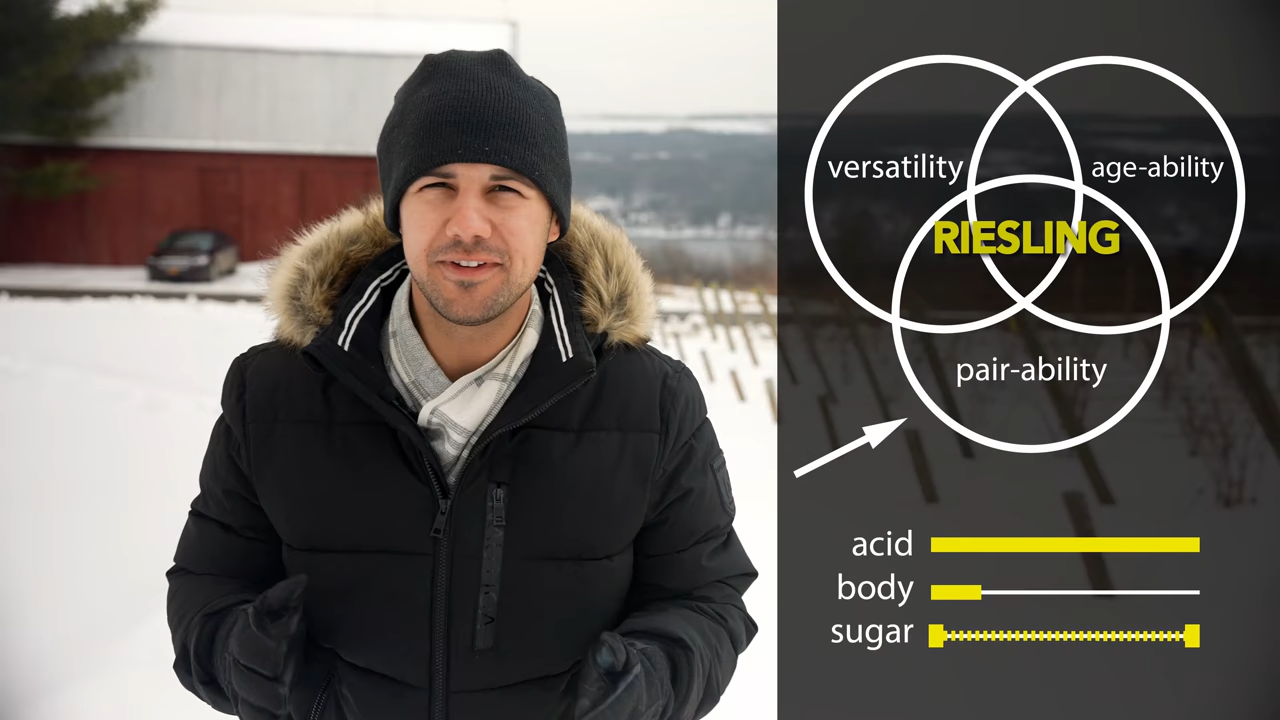 versatility
age-ability
RIESLING
pair-ability
acid
body
sugar